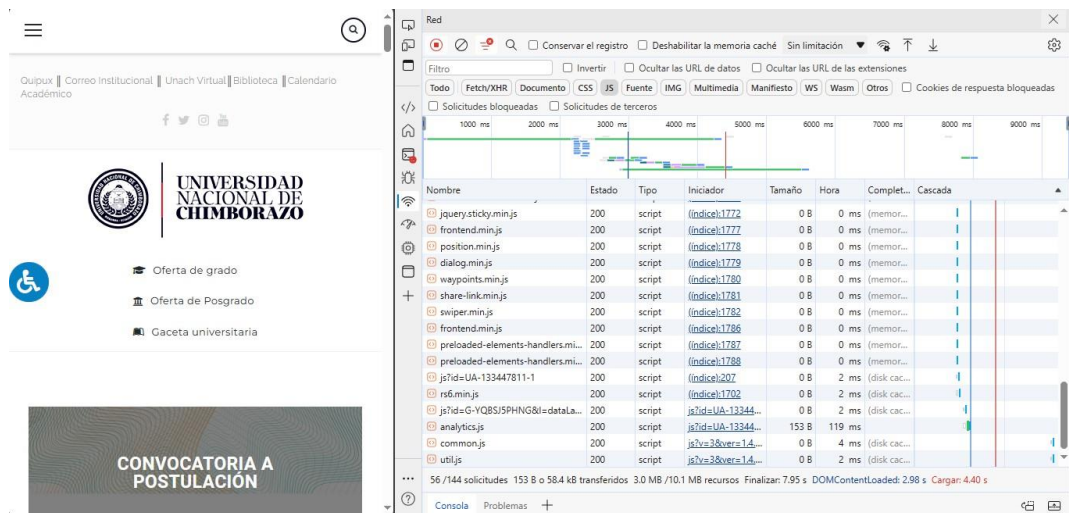 Quipux ‖ Correo Institucional ‖ Unach Virtual ‖ Biblioteca ‖ Calendario
Académico
UNIVERSIDAD
NACIONAL DE
CHIMBORAZO
Oferta de grado
Oferta de Posgrado
Gaceta universitaria
CONVOCATORIA A
POSTULACIÓN
Red
Conservar el registro Deshabilitar la memoria caché Sin limitación
Filtro Invertir Ocultar las URL de datos Ocultar las URL de las extensiones
Todo Fetch/XHR Documento CSS JS Fuente IMG Multimedia Manifiesto WS Wasm Otros Cookies de respuesta bloqueadas
Solicitudes bloqueadas Solicitudes de terceros
1000 ms 2000 ms 3000 ms 4000 ms 5000 ms 6000 ms 7000 ms 8000 ms 9000 ms
Nombre Estado Tipo Iniciador Tamaño Hora Complet... Cascada
jquery.sticky.min.js 200 script (índice):1772 0 B 0 ms (memor...
frontend.min.js 200 script (índice):1777 0 B 0 ms (memor...
position.min.js 200 script (índice):1778 0 B 0 ms (memor...
dialog.min.js 200 script (índice):1779 0 B 0 ms (memor...
waypoints.min.js 200 script (índice):1780 0 B 0 ms (memor...
share-link.min.js 200 script (índice):1781 0 B 0 ms (memor...
swiper.min.js 200 script (índice):1782 0 B 0 ms (memor...
frontend.min.js 200 script (índice):1786 0 B 0 ms (memor...
preloaded-elements-handlers.mi... 200 script (índice):1787 0 B 0 ms (memor...
preloaded-elements-handlers.mi... 200 script (índice):1788 0 B 0 ms (memor...
js?id=UA-133447811-1 200 script (índice):207 0 B 2 ms (disk cac...
rs6.min.js 200 script (índice):1702 0 B 2 ms (disk cac...
js?id=G-YQBSJ5PHNG&l=dataLa... 200 script js?id=UA-13344... 0 B 2 ms (disk cac...
analytics.js 200 script js?id=UA-13344... 153 B 119 ms
common.js 200 script js?v=3&ver=1.4.... 0 B 4 ms (disk cac...
util.js 200 script js?v=3&ver=1.4.... 0 B 2 ms (disk cac...
56 /144 solicitudes 153 B o 58.4 kB transferidos 3.0 MB /10.1 MB recursos Finalizar: 7.95 s DOMContentLoaded: 2.98 s Cargar: 4.40 s
Consola Problemas